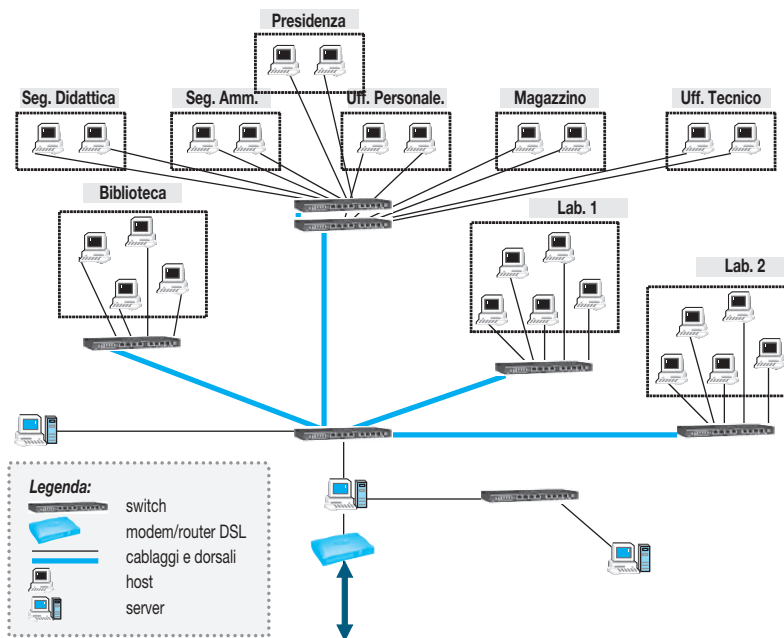 Presidenza
Seg. Didattica
Seg. Amm.
Uff. Personale.
Magazzino
Uff. Tecnico
Biblioteca
Lab. 1
Lab. 2
Legenda:
switch
modem/router DSL
cablaggi e dorsali
host
server